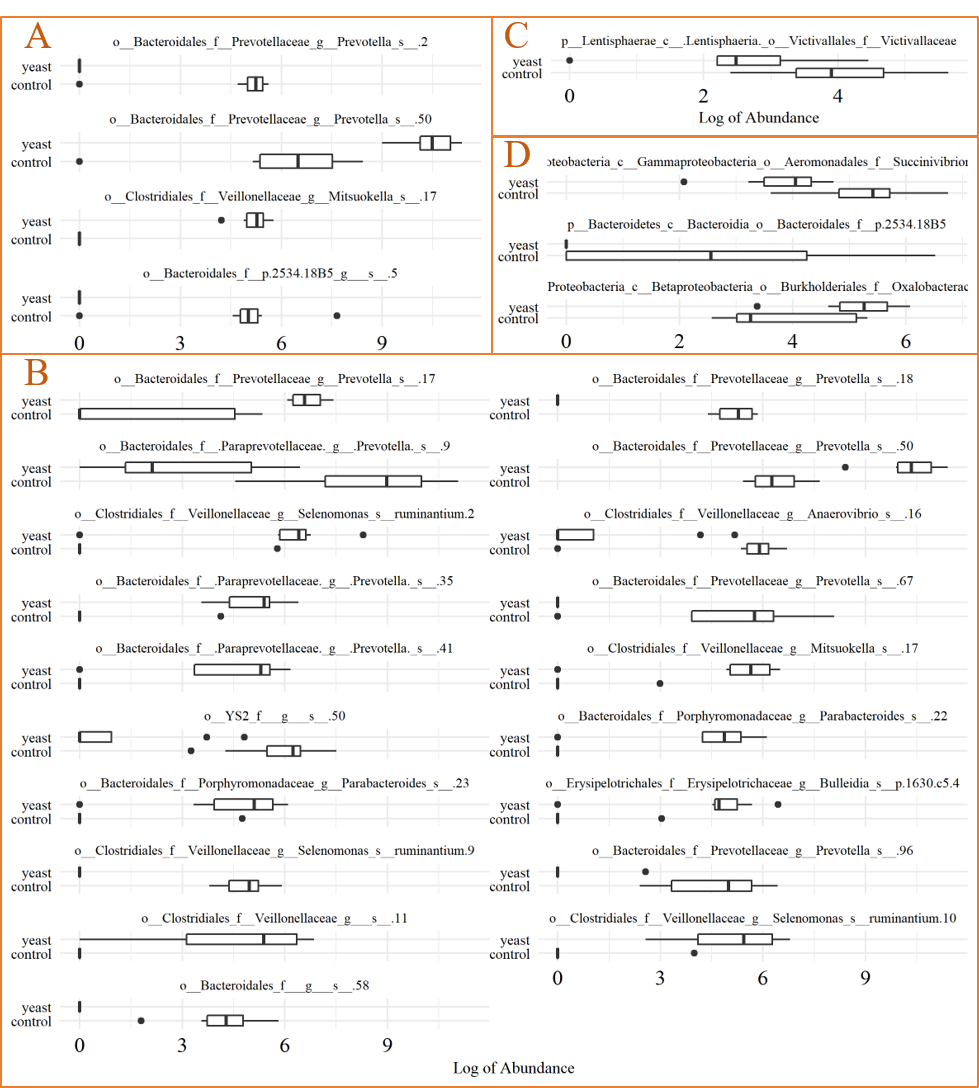 A
o__Bacteroidales_f__Prevotellaceae_g__Prevotella_s__.2
yeast
control
o__Bacteroidales_f__Prevotellaceae_g__Prevotella_s__.50
yeast
control
o__Clostridiales_f__Veillonellaceae_g__Mitsuokella_s__.17
yeast
control
o__Bacteroidales_f__p.2534.18B5_g__s__.5
yeast
control
0 3 6 9
C
p__Lentisphaerae_c__.Lentisphaeria._o__Victivallales_f__Victivallaceae
yeast
control
0 2 4
Log of Abundance
D
oteobacteria_c__Gammaproteobacteria_o__Aeromonadales_f__Succinivibrior
yeast
control
p__Bacteroidetes_c__Bacteroidia_o__Bacteroidales_f__p.2534.18B5
yeast
control
Proteobacteria_c__Betaproteobacteria_o__Burkholderiales_f__Oxalobacterac
yeast
control
0 2 4 6
B
o__Bacteroidales_f__Prevotellaceae_g__Prevotella_s__.17
yeast
control
o__Bacteroidales_f__.Paraprevotellaceae._g__.Prevotella._s__.9
yeast
control
o__Clostridiales_f__Veillonellaceae_g__Selenomonas_s__ruminantium.2
yeast
control
o__Bacteroidales_f__.Paraprevotellaceae._g__.Prevotella._s__.35
yeast
control
o__Bacteroidales_f__.Paraprevotellaceae._g__.Prevotella._s__.41
yeast
control
o__YS2_f__g__s__.50
yeast
control
o__Bacteroidales_f__Porphyromonadaceae_g__Parabacteroides_s__.23
yeast
control
o__Clostridiales_f__Veillonellaceae_g__Selenomonas_s__ruminantium.9
yeast
control
o__Clostridiales_f__Veillonellaceae_g__s__.11
yeast
control
o__Bacteroidales_f__g__s__.58
yeast
control
0 3 6 9
o__Bacteroidales_f__Prevotellaceae_g__Prevotella_s__.18
yeast
control
o__Bacteroidales_f__Prevotellaceae_g__Prevotella_s__.50
yeast
control
o__Clostridiales_f__Veillonellaceae_g__Anaerovibrio_s__.16
yeast
control
o__Bacteroidales_f__Prevotellaceae_g__Prevotella_s__.67
yeast
control
o__Clostridiales_f__Veillonellaceae_g__Mitsuokella_s__.17
yeast
control
o__Bacteroidales_f__Porphyromonadaceae_g__Parabacteroides_s__.22
yeast
control
o__Erysipelotrichales_f__Erysipelotrichaceae_g__Bulleidia_s__p.1630.c5.4
yeast
control
o__Bacteroidales_f__Prevotellaceae_g__Prevotella_s__.96
yeast
control
o__Clostridiales_f__Veillonellaceae_g__Selenomonas_s__ruminantium.10
yeast
control
0 3 6 9
Log of Abundance